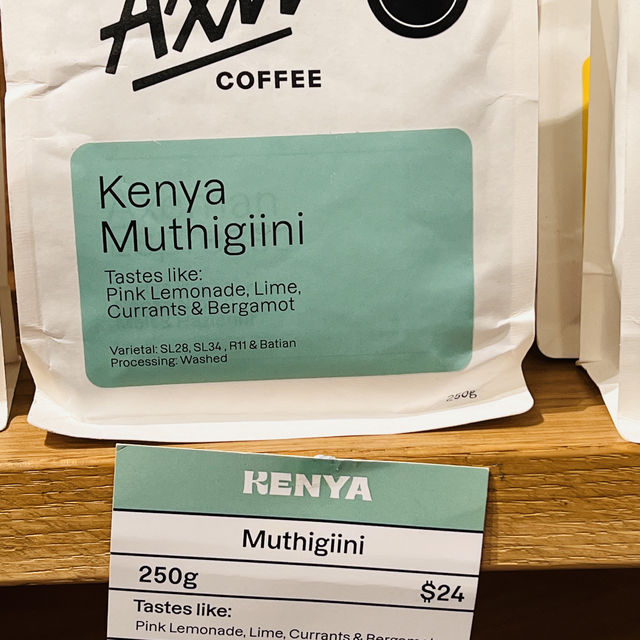 COFFEE
Kenya
Muthigiini
Tastes like:
Pink Lemonade, Lime,
Currants & Bergamot
Varietal: SL28, SL34 , R11 & Batian
Processing: Washed
250g
KENYA
Muthigiini
250g
$24
Tastes like:
Pink Lemonade, Lime, Currants &